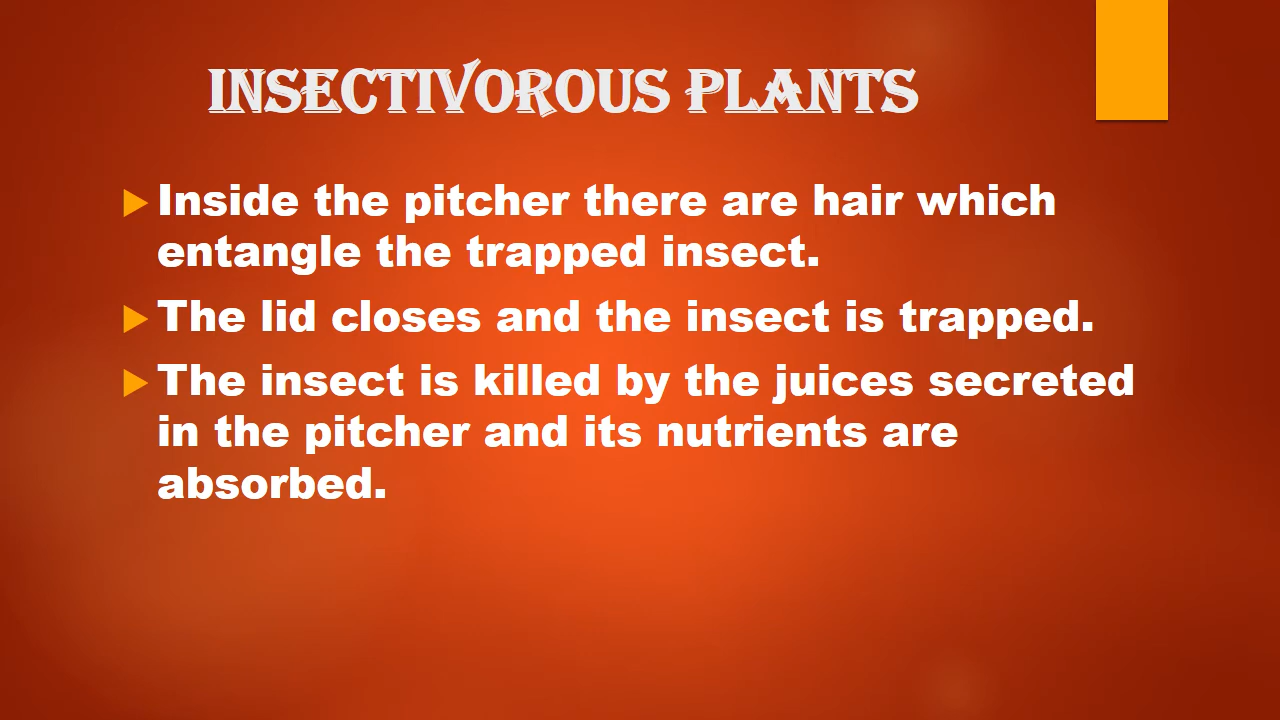 INSECTIVOROUS PLANTS
Inside the pitcher there are hair which
entangle the trapped insect.
The lid closes and the insect is trapped.
The insect is killed by the juices secreted
in the pitcher and its nutrients are
absorbed.